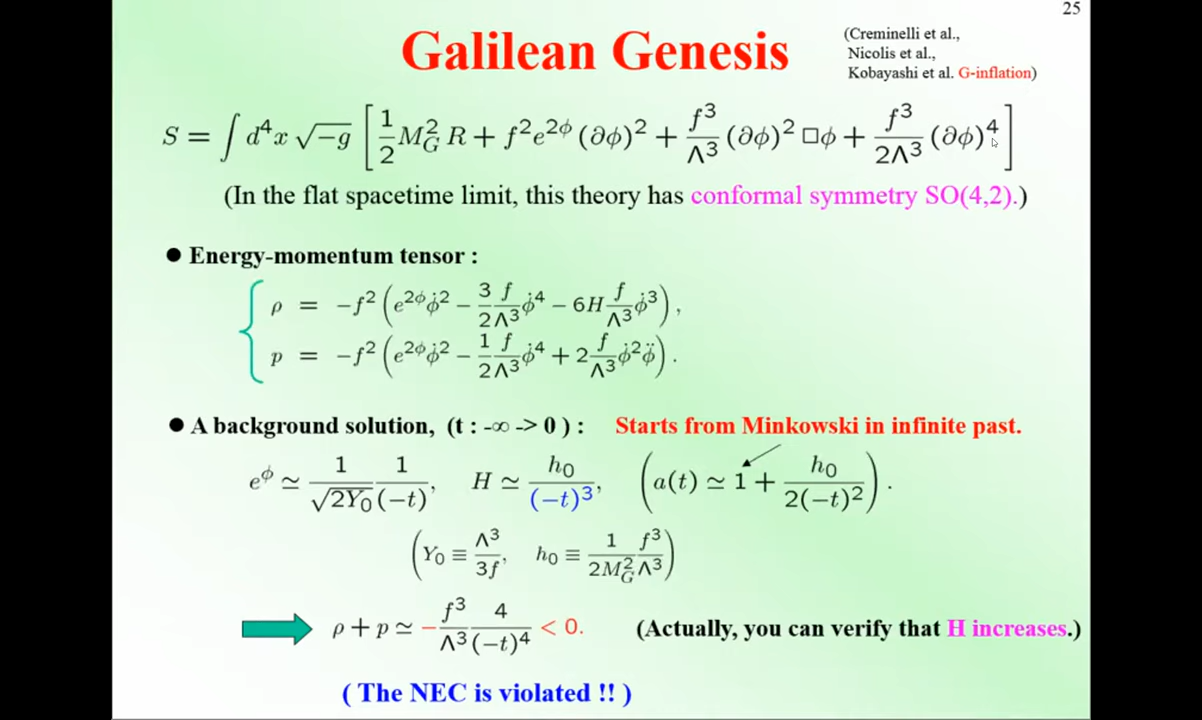 25
Galilean Genesis
(Creminelli et al.,
Nicolis et al.,
Kobayashi et al. G-inflation)
S = ∫ d⁴x √−g [ 1/2 M_G² R + f² e^{2ϕ} (∂ϕ)² + f³/Λ³ (∂ϕ)² □ϕ + f³/2Λ³ (∂ϕ)⁴ ]
(In the flat spacetime limit, this theory has conformal symmetry SO(4,2).)
● Energy-momentum tensor :
ρ = −f² ( e^{2ϕ} ϕ̇² − 3/2 f/Λ³ ϕ̇⁴ − 6H f/Λ³ ϕ̇³ ) ,
p = −f² ( e^{2ϕ} ϕ̇² − 1/2 f/Λ³ ϕ̇⁴ + 2 f/Λ³ ϕ̇² ϕ̈ ) .
● A background solution, (t : -∞ -> 0 ) : Starts from Minkowski in infinite past.
e^ϕ ≃ 1/√2Y₀ 1/(−t) , H ≃ h₀/(−t)³ , ( a(t) ≃ 1 + h₀/2(−t)² ) .
( Y₀ ≡ Λ³/3f , h₀ ≡ 1/2M_G² f³/Λ³ )
ρ + p ≃ − f³/Λ³ 4/(−t)⁴ < 0. (Actually, you can verify that H increases.)
( The NEC is violated !! )